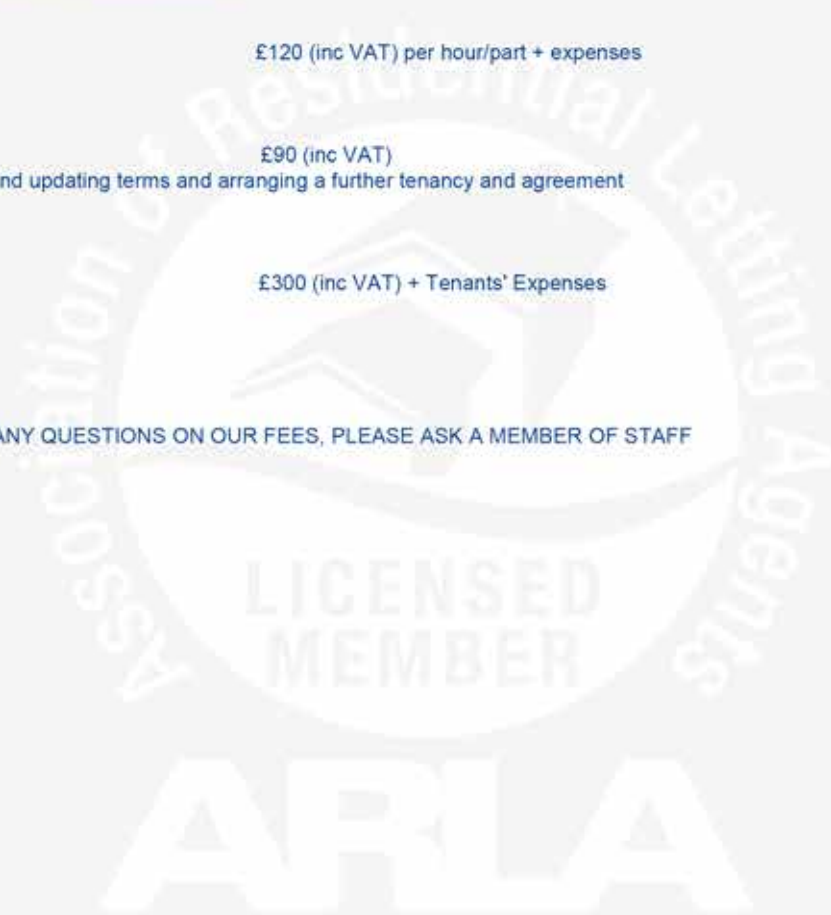 £120 (inc VAT) per hour/part + expenses
£90 (inc VAT)
nd updating terms and arranging a further tenancy and agreement
£300 (inc VAT) + Tenants' Expenses
ANY QUESTIONS ON OUR FEES, PLEASE ASK A MEMBER OF STAFF
Association of Residential Letting Agents
LICENSED
MEMBER
ARLA